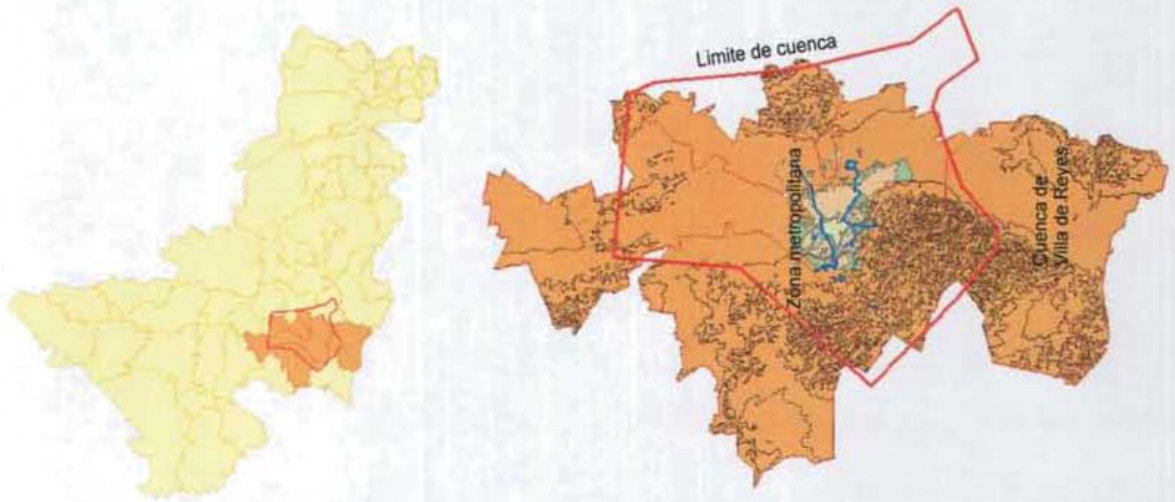 Limite de cuenca
Zona metropolitana
Cuenca de
Villa de Reyes